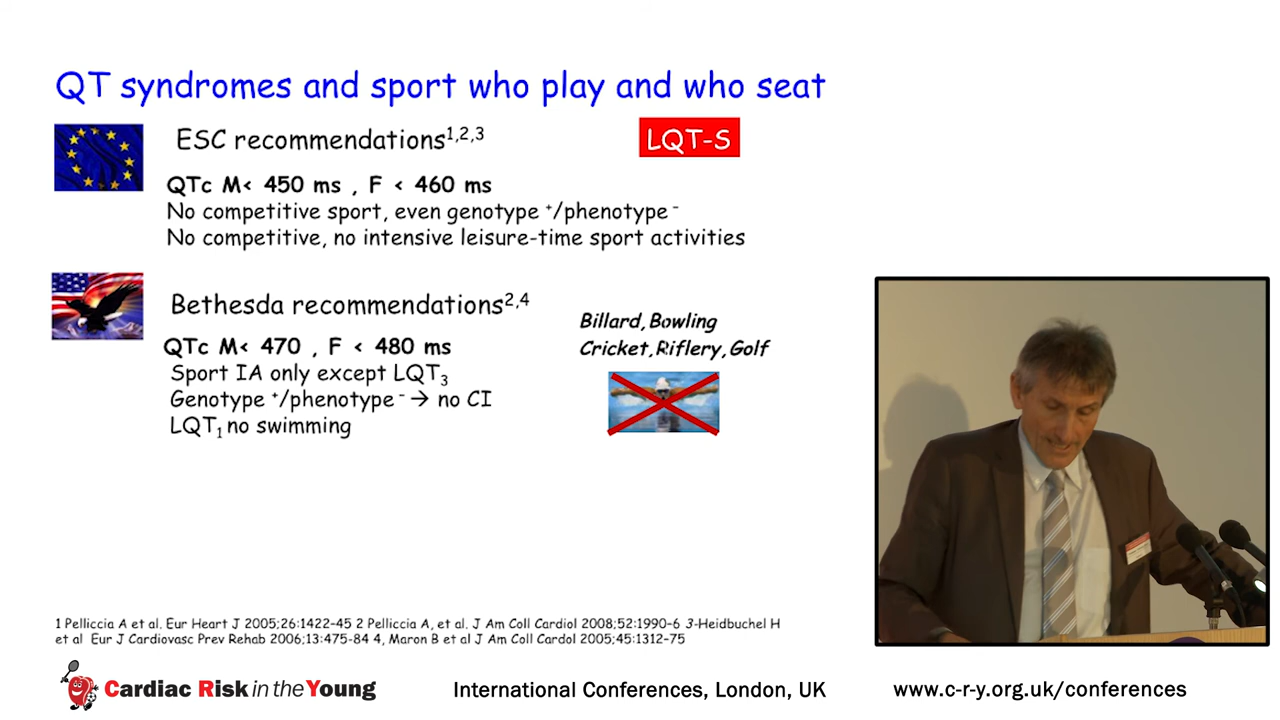 QT syndromes and sport who play and who seat
ESC recommendations1,2,3
LQT-S
QTc M< 450 ms , F < 460 ms
No competitive sport, even genotype +/phenotype -
No competitive, no intensive leisure-time sport activities
Bethesda recommendations2,4
QTc M< 470 , F < 480 ms
Sport IA only except LQT3
Genotype +/phenotype - → no CI
LQT1 no swimming
Billard, Bowling
Cricket, Riflery, Golf
1 Pelliccia A et al. Eur Heart J 2005;26:1422-45 2 Pelliccia A, et al. J Am Coll Cardiol 2008;52:1990-6 3-Heidbuchel H
et al Eur J Cardiovasc Prev Rehab 2006;13:475-84 4, Maron B et al J Am Coll Cardol 2005;45:1312-75
Cardiac Risk in the Young
International Conferences, London, UK
www.c-r-y.org.uk/conferences